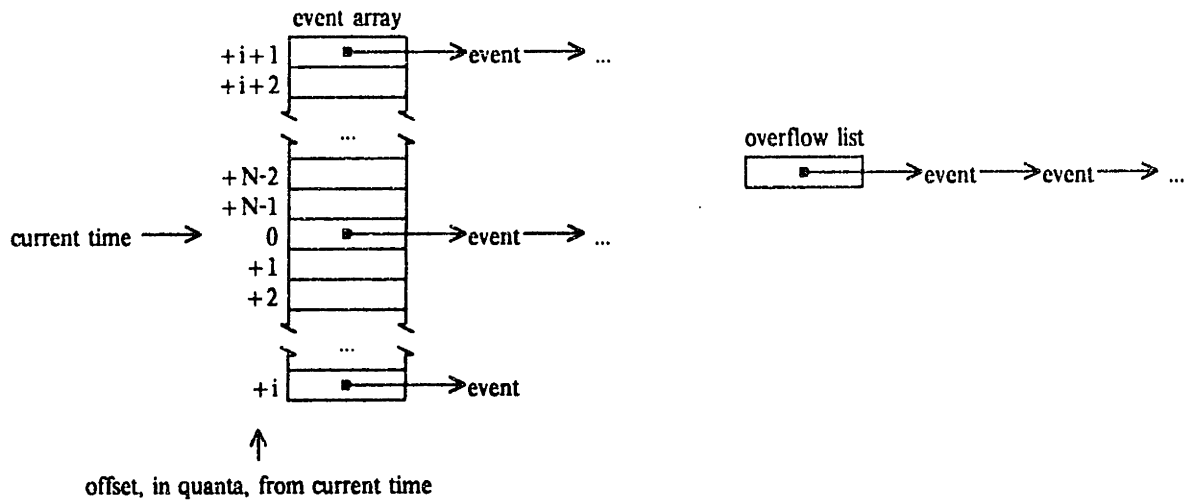 event array
+i+1 event ...
+i+2
...
overflow list
event event ...
+N-2
+N-1
current time 0 event ...
+1
+2
...
+i event
offset, in quanta, from current time